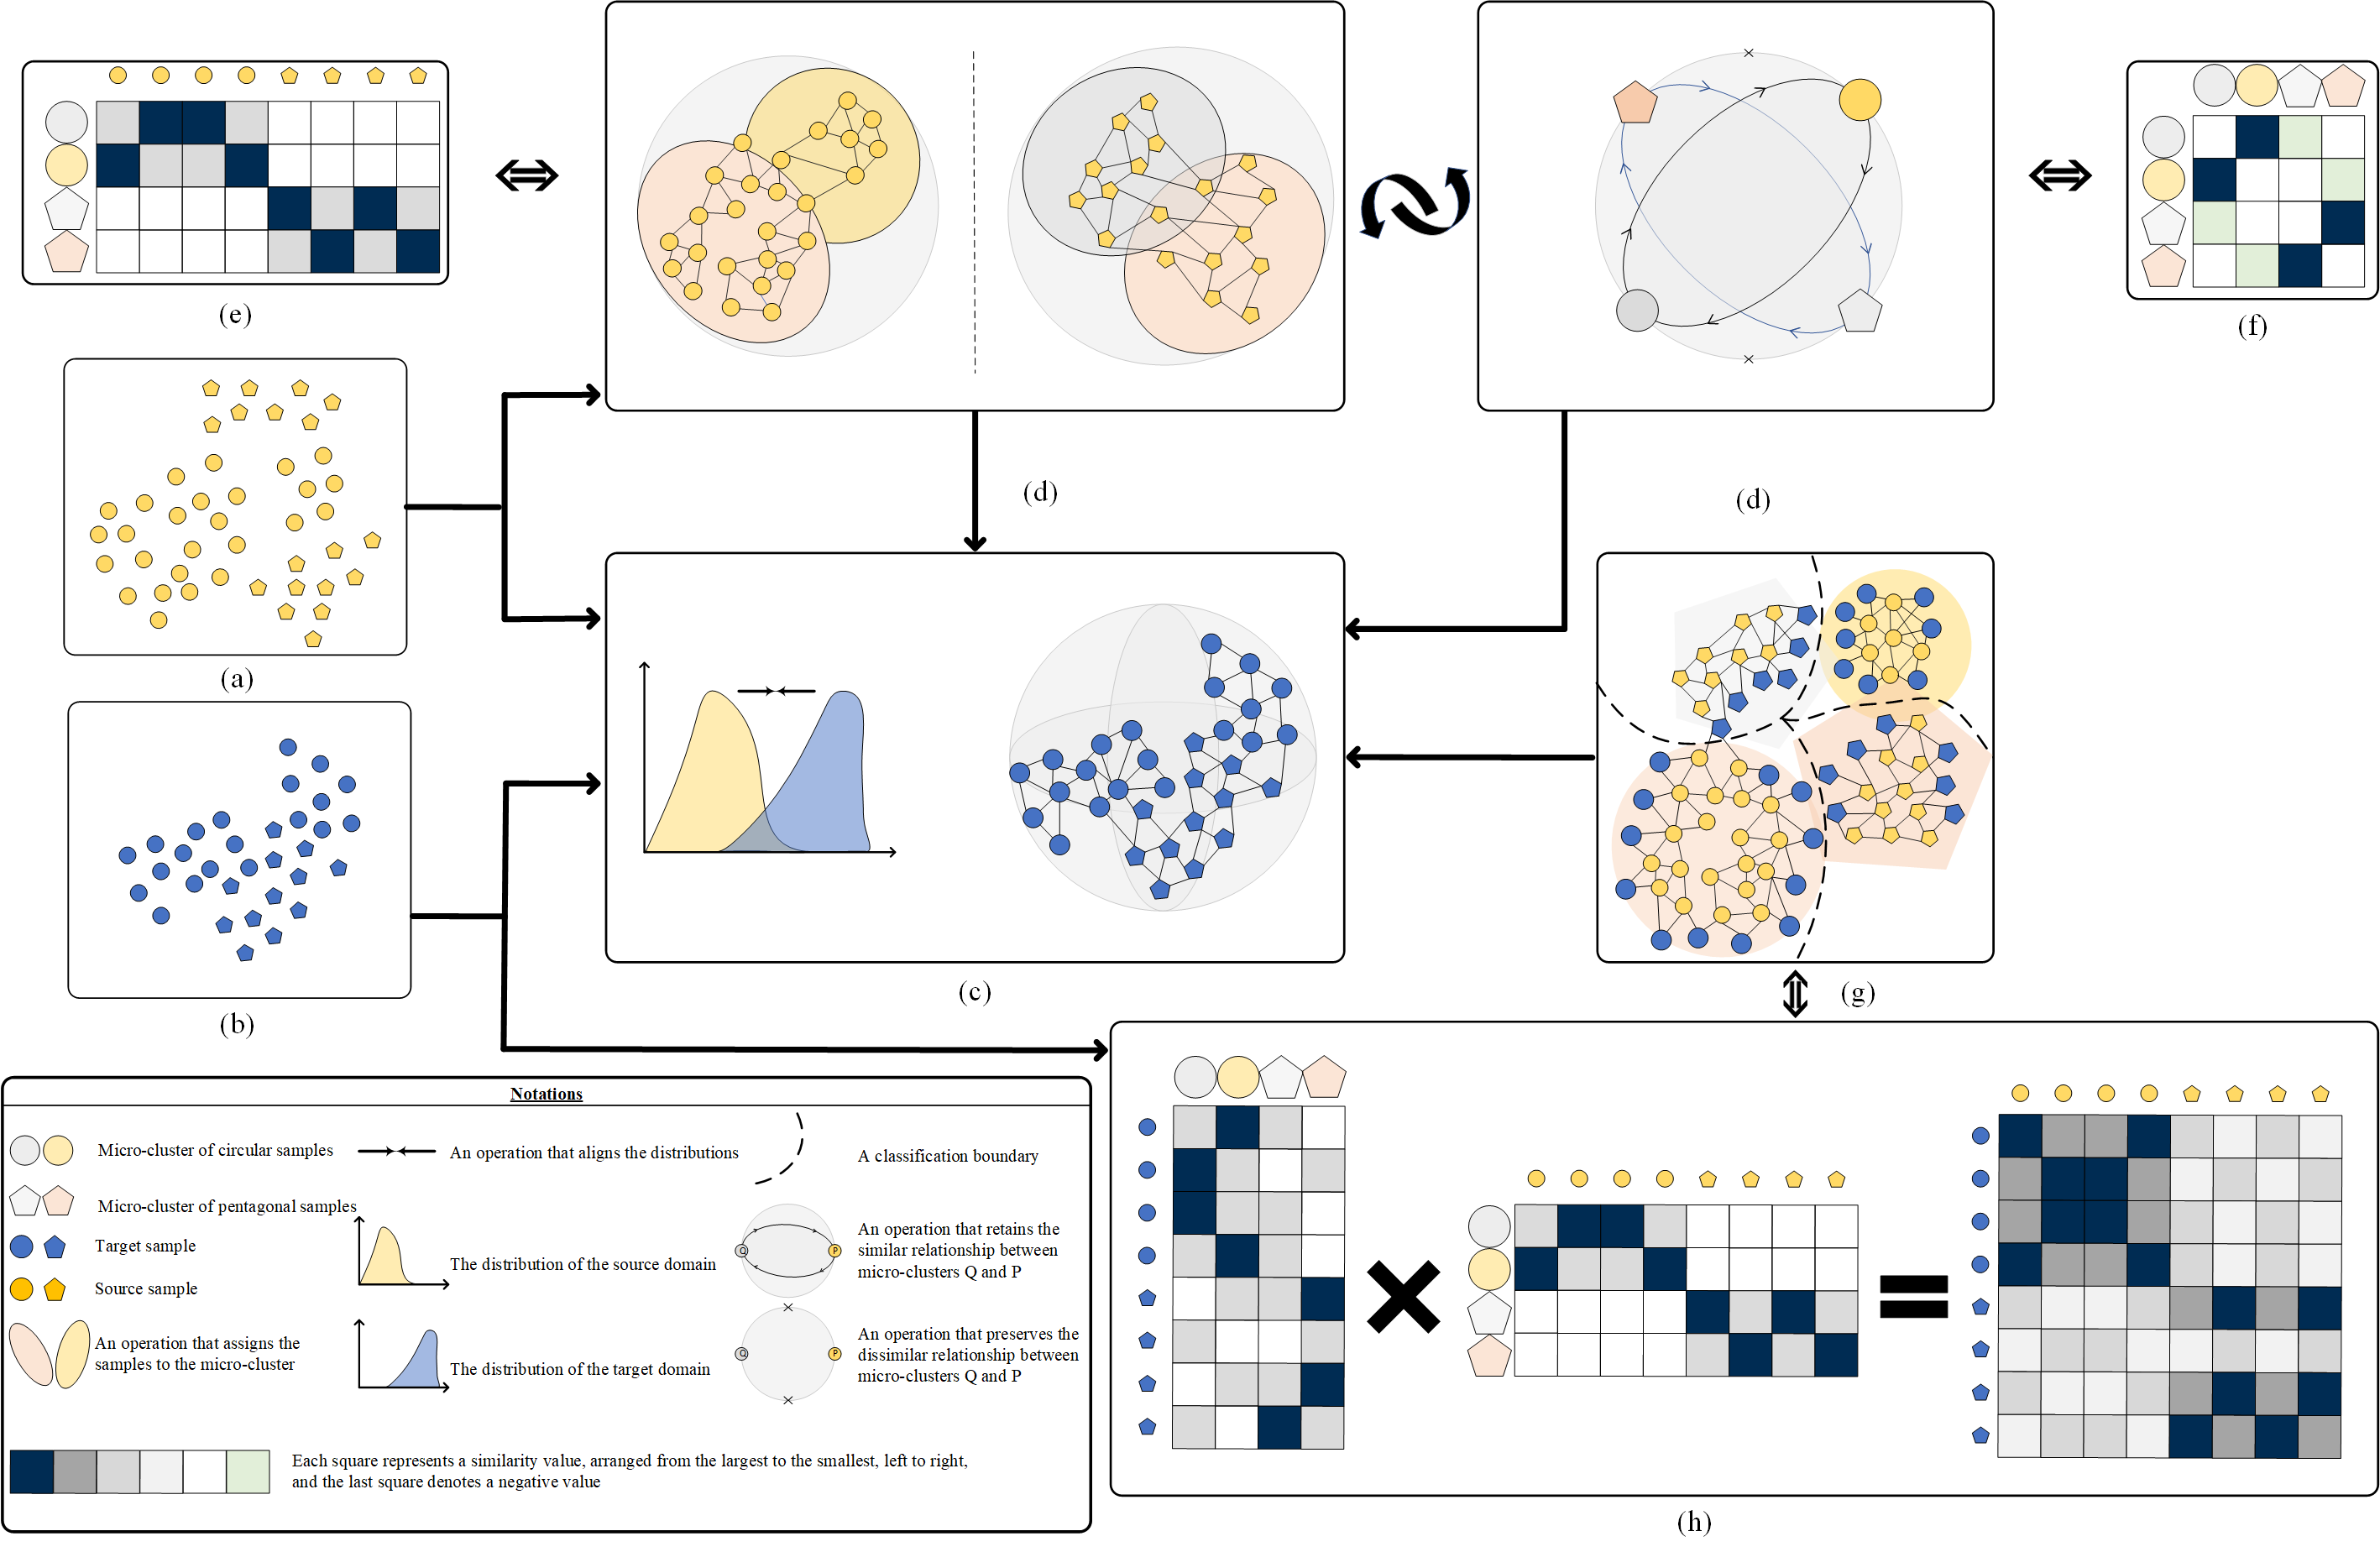 (e)
(f)
(d)
(d)
(a)
(b)
(c)
(g)
Notations
Micro-cluster of circular samples
Micro-cluster of pentagonal samples
Target sample
Source sample
An operation that assigns the
samples to the micro-cluster
An operation that aligns the distributions
The distribution of the source domain
The distribution of the target domain
A classification boundary
Q P
An operation that retains the
similar relationship between
micro-clusters Q and P
Q P
An operation that preserves the
dissimilar relationship between
micro-clusters Q and P
Each square represents a similarity value, arranged from the largest to the smallest, left to right,
and the last square denotes a negative value
(h)